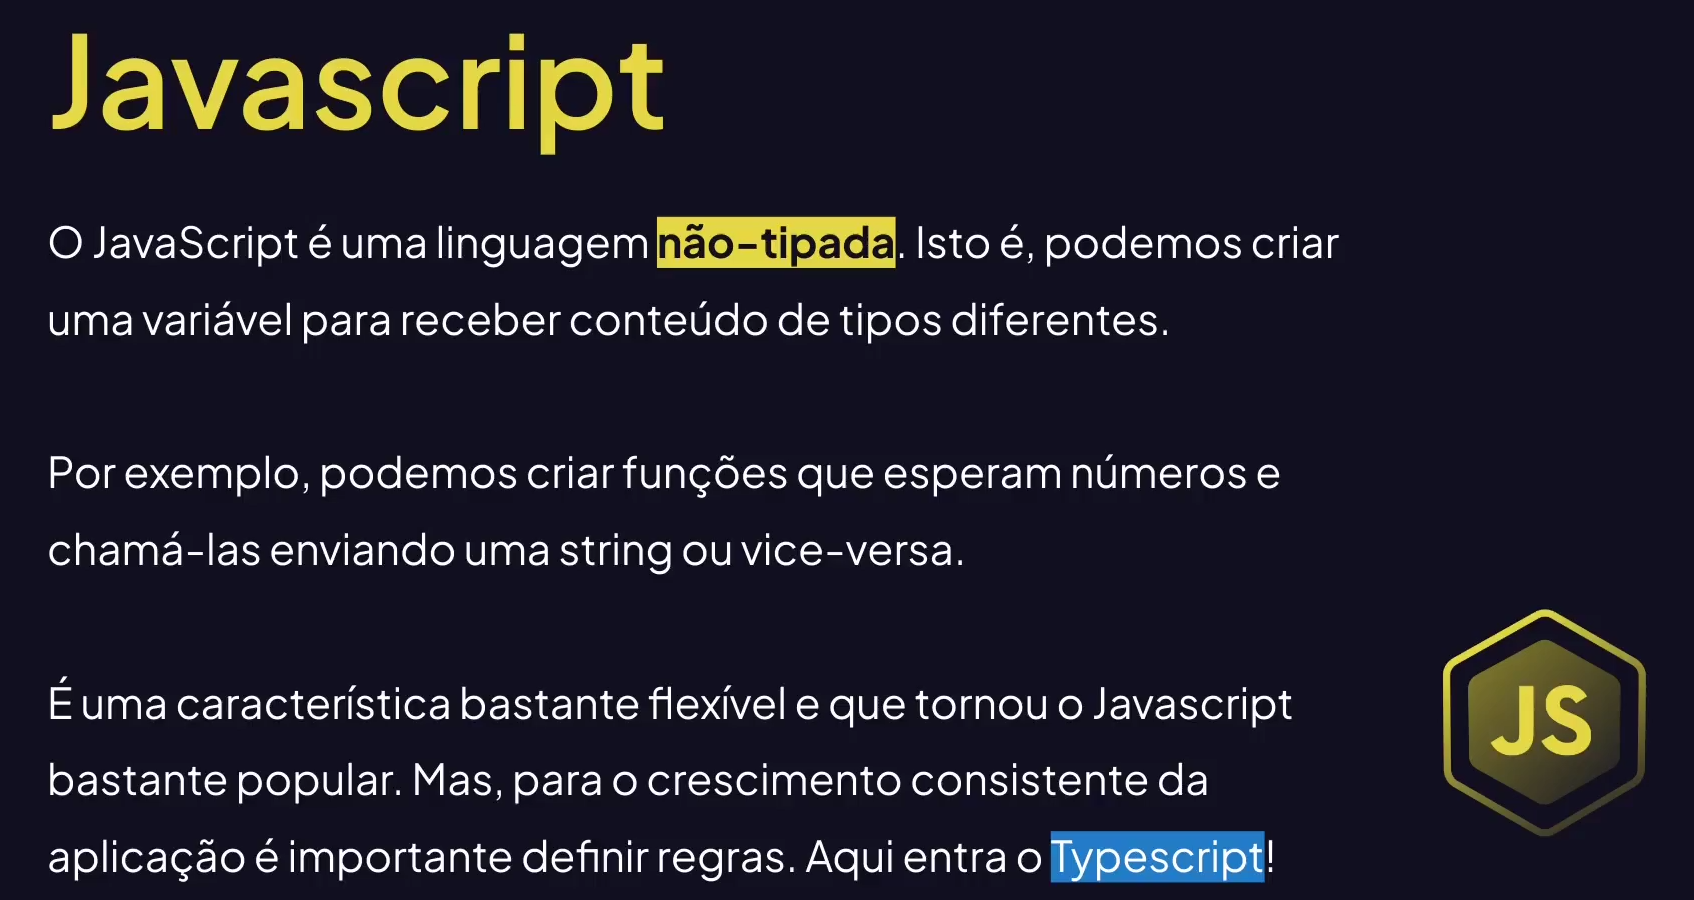 Javascript
O JavaScript é uma linguagem não-tipada. Isto é, podemos criar
uma variável para receber conteúdo de tipos diferentes.
Por exemplo, podemos criar funções que esperam números e
chamá-las enviando uma string ou vice-versa.
É uma característica bastante flexível e que tornou o Javascript
bastante popular. Mas, para o crescimento consistente da
aplicação é importante definir regras. Aqui entra o Typescript!
JS